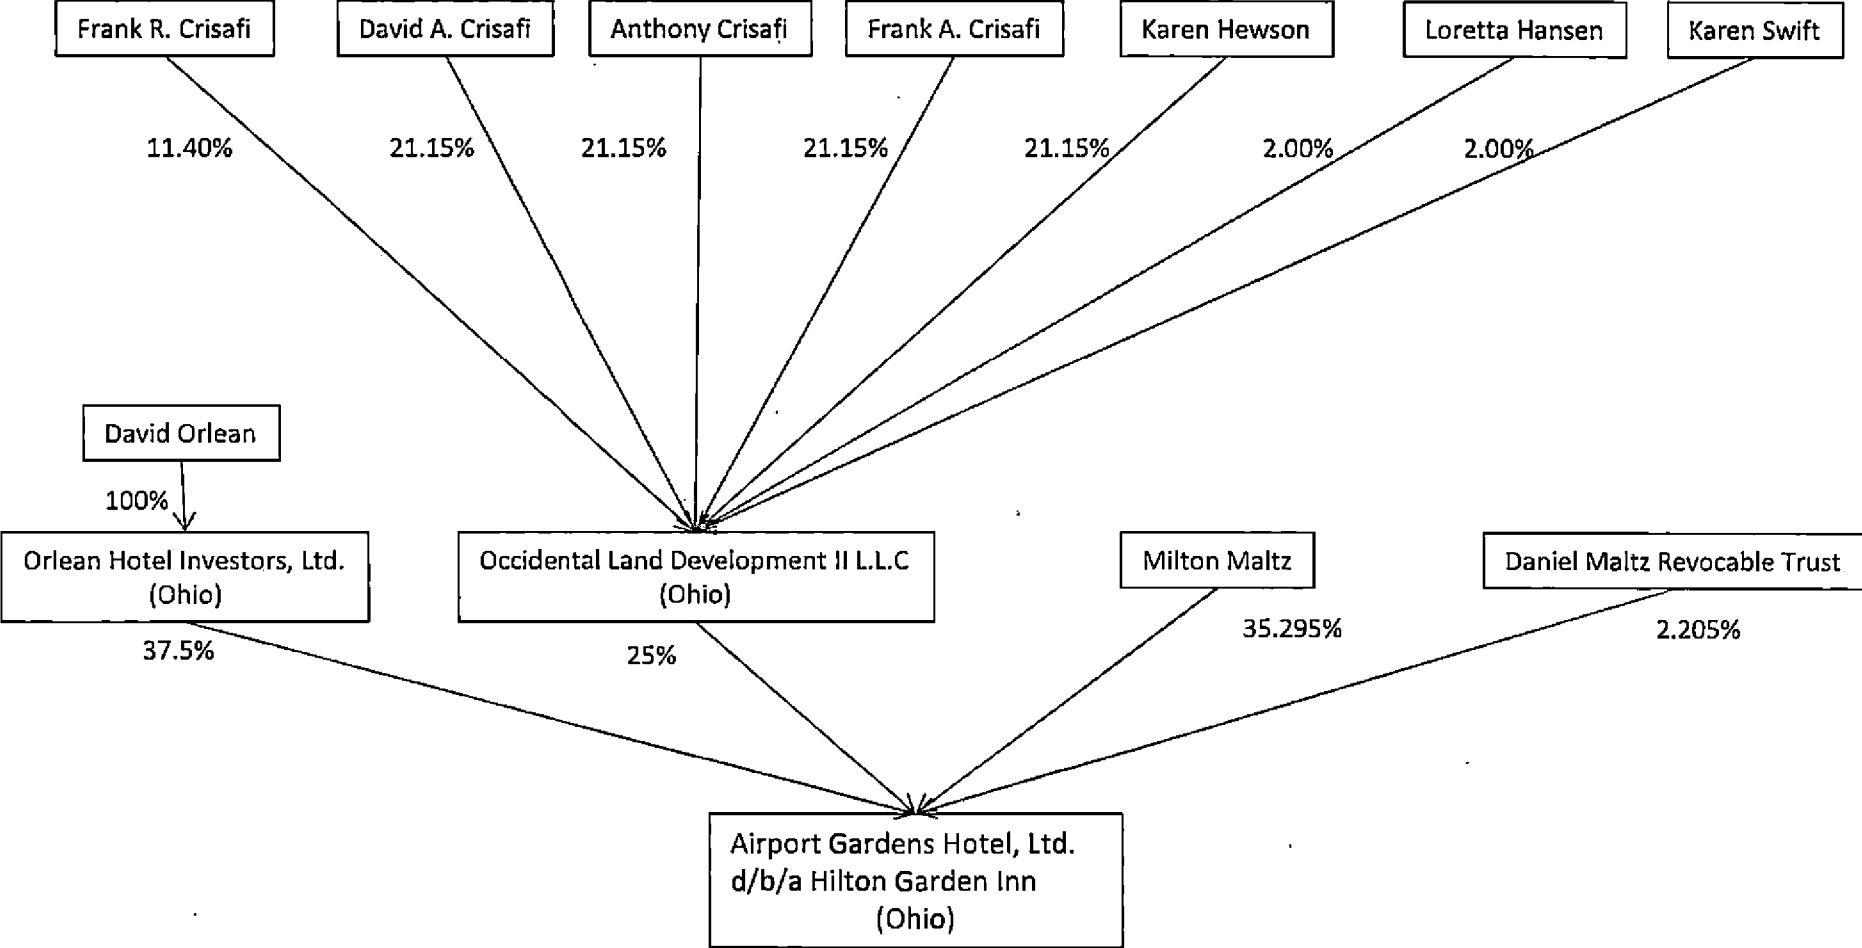 Frank R. Crisafi
David A. Crisafi
Anthony Crisafi
Frank A. Crisafi
Karen Hewson
Loretta Hansen
Karen Swift
11.40%
21.15%
21.15%
21.15%
21.15%
2.00%
2.00%
David Orlean
100%
Orlean Hotel Investors, Ltd.
(Ohio)
Occidental Land Development II L.L.C
(Ohio)
Milton Maltz
Daniel Maltz Revocable Trust
37.5%
25%
35.295%
2.205%
Airport Gardens Hotel, Ltd.
d/b/a Hilton Garden Inn
(Ohio)